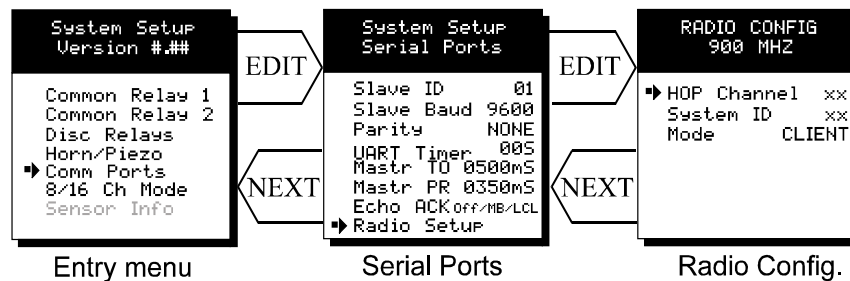 System Setup
Version #.##
Common Relay 1
Common Relay 2
Disc Relays
Horn/Piezo
Comm Ports
8/16 Ch Mode
Sensor Info
Entry menu
EDIT
NEXT
System Setup
Serial Ports
Slave ID 01
Slave Baud 9600
Parity NONE
UART Timer 00S
Mastr TO 0500mS
Mastr PR 0350mS
Echo ACK Off/MB/LCL
Radio Setup
Serial Ports
EDIT
NEXT
RADIO CONFIG
900 MHZ
HOP Channel xx
System ID xx
Mode CLIENT
Radio Config.